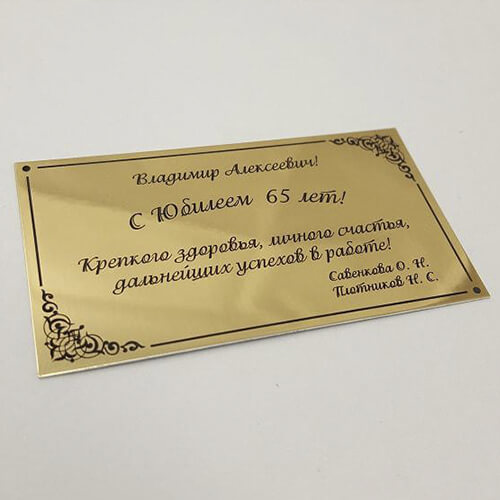 Владимир Алексеевич!
С Юбилеем 65 лет!
Крепкого здоровья, личного счастья,
дальнейших успехов в работе!
Савенкова О. Н.
Плотников Н. С.